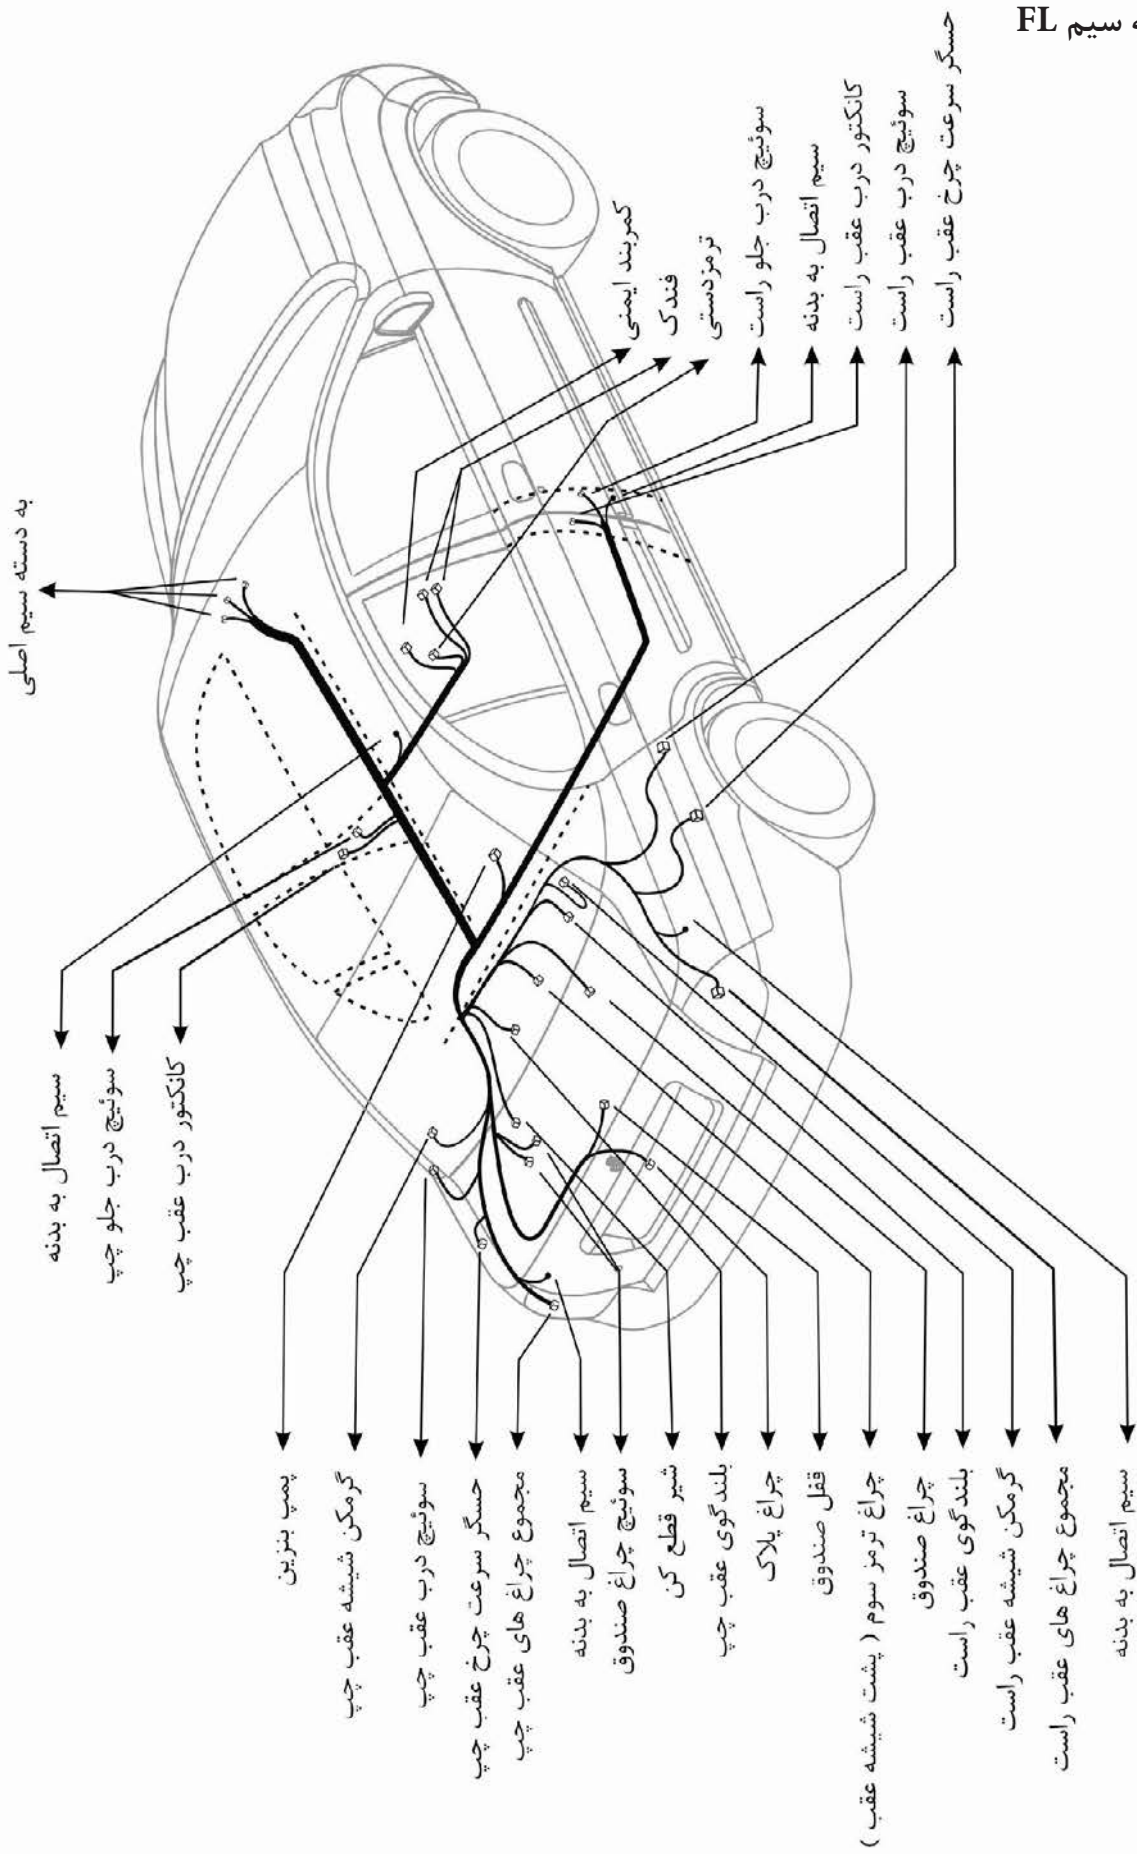 ه سیم FL
به دسته سیم اصلی
کمربند ایمنی
فندک
ترمزدستی
سوئیچ درب جلو راست
سیم اتصال به بدنه
کانکتور درب عقب راست
سوئیچ درب عقب راست
حسگر سرعت چرخ عقب راست
سیم اتصال به بدنه
سوئیچ درب جلو چپ
کانکتور درب عقب چپ
پمپ بنزین
گرمکن شیشه عقب چپ
سوئیچ درب عقب چپ
حسگر سرعت چرخ عقب چپ
مجموع چراغ های عقب چپ
سیم اتصال به بدنه
سوئیچ چراغ صندوق
شیر قطع کن
بلندگوی عقب چپ
چراغ پلاک
قفل صندوق
چراغ ترمز سوم ( پشت شیشه عقب )
چراغ صندوق
بلندگوی عقب راست
گرمکن شیشه عقب راست
مجموع چراغ های عقب راست
سیم اتصال به بدنه